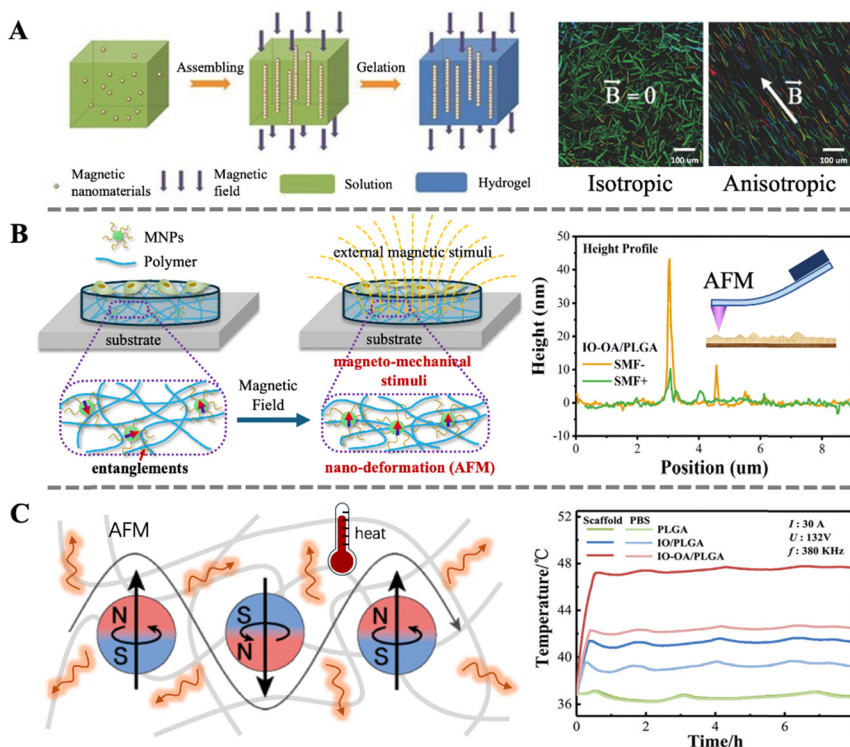 A
Assembling
Gelation
Magnetic
nanomaterials
Magnetic
field
Solution
Hydrogel
B = 0
100 um
Isotropic
B
100 um
Anisotropic
B
MNPs
Polymer
substrate
entanglements
Magnetic
Field
external magnetic stimuli
substrate
magneto-mechanical
stimuli
nano-deformation (AFM)
Height (nm)
50
40
30
20
10
0
-10
Height Profile
AFM
IO-OA/PLGA
SMF-
SMF+
0 2 4 6 8
Position (um)
C
AFM
heat
N
S
S
N
N
S
Temperature/℃
52
48
44
40
36
Scaffold PBS
PLGA
IO/PLGA
IO-OA/PLGA
I : 30 A
U : 132V
f : 380 KHz
0 2 4 6
Time/h